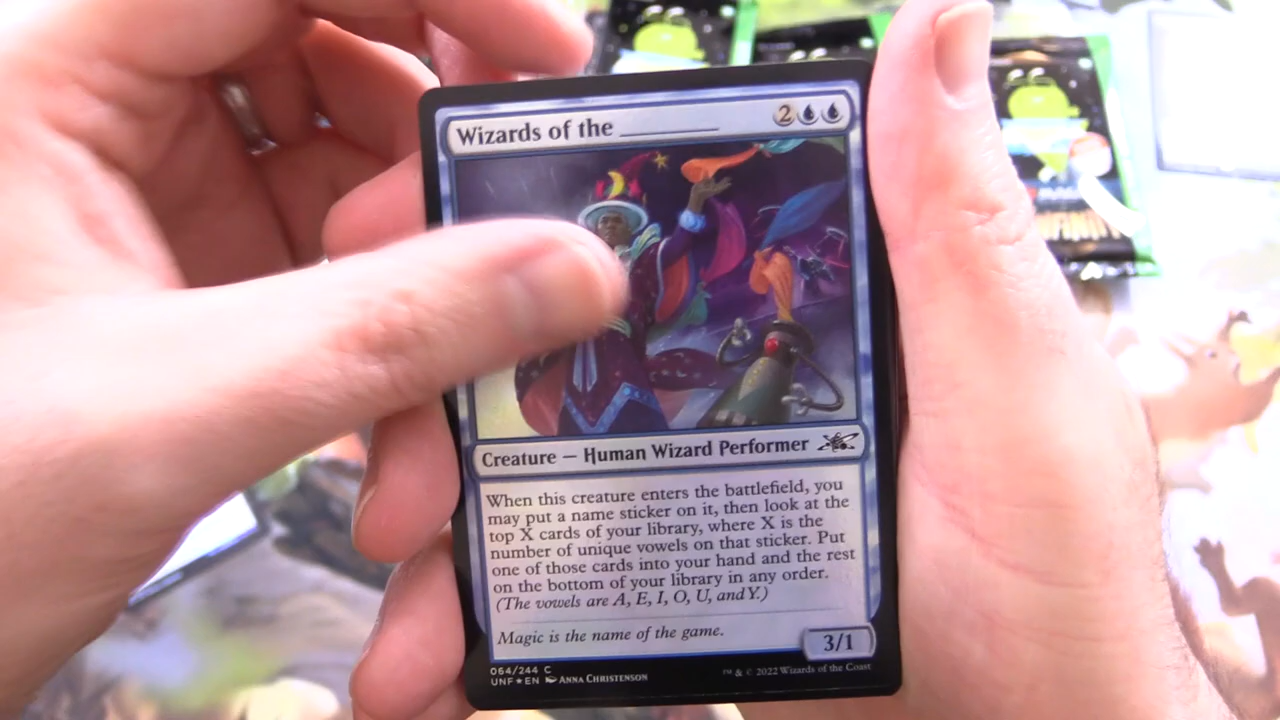 Wizards of the ________ 2
Creature — Human Wizard Performer
When this creature enters the battlefield, you
may put a name sticker on it, then look at the
top X cards of your library, where X is the
number of unique vowels on that sticker. Put
one of those cards into your hand and the rest
on the bottom of your library in any order.
(The vowels are A, E, I, O, U, and Y.)
Magic is the name of the game.
3/1
064/244 C
UNF★EN Anna Christenson
™ & © 2022 Wizards of the Coast